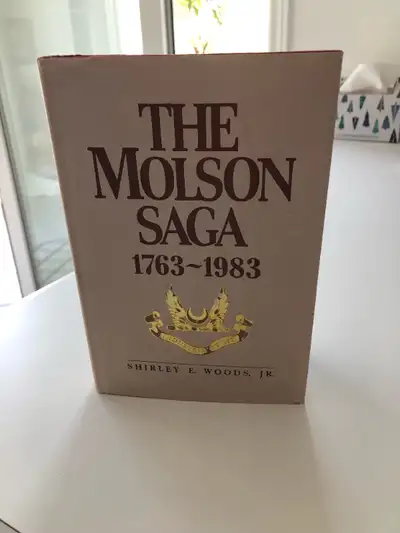 THE
MOLSON
SAGA
1763~1983
SHIRLEY E. WOODS, JR.